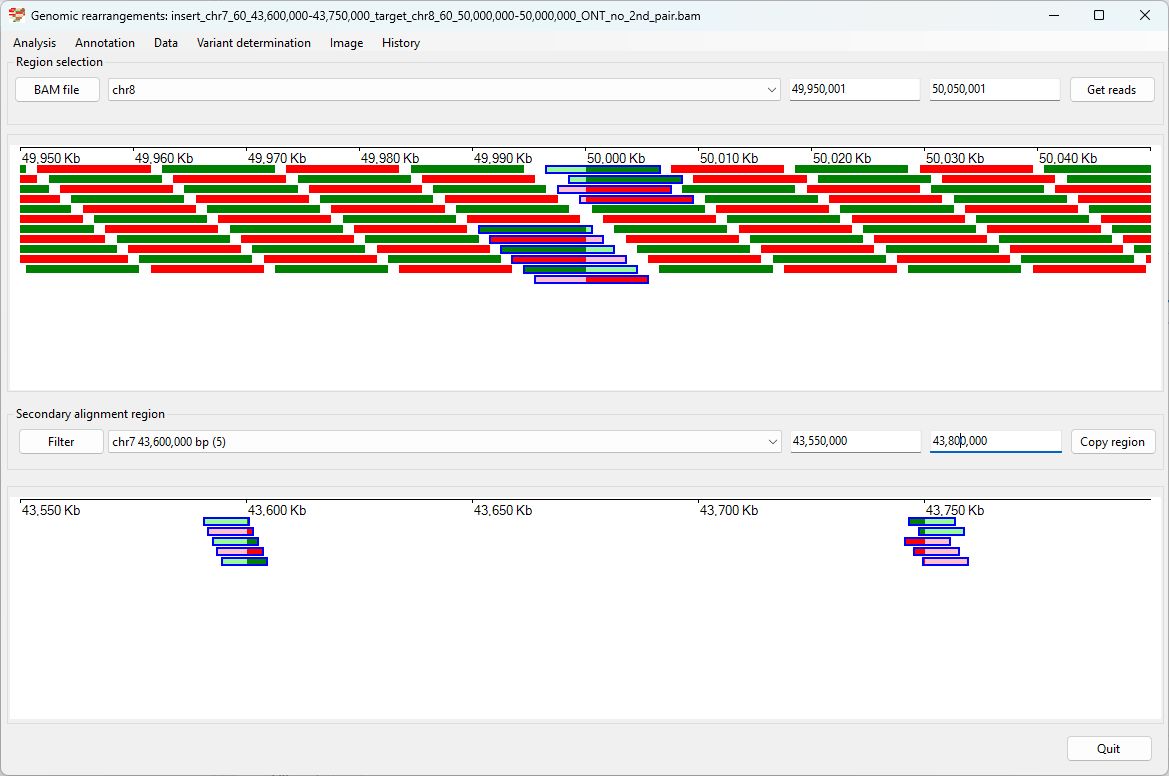 Genomic rearrangements: insert_chr7_60_43,600,000-43,750,000_target_chr8_60_50,000,000-50,000,000_ONT_no_2nd_pair.bam
Analysis Annotation Data Variant determination Image History
Region selection
BAM file chr8 49,950,001 50,050,001 Get reads
49,950 Kb 49,960 Kb 49,970 Kb 49,980 Kb 49,990 Kb 50,000 Kb 50,010 Kb 50,020 Kb 50,030 Kb 50,040 Kb
Secondary alignment region
Filter chr7 43,600,000 bp (5) 43,550,000 43,800,000 Copy region
43,550 Kb 43,600 Kb 43,650 Kb 43,700 Kb 43,750 Kb
Quit